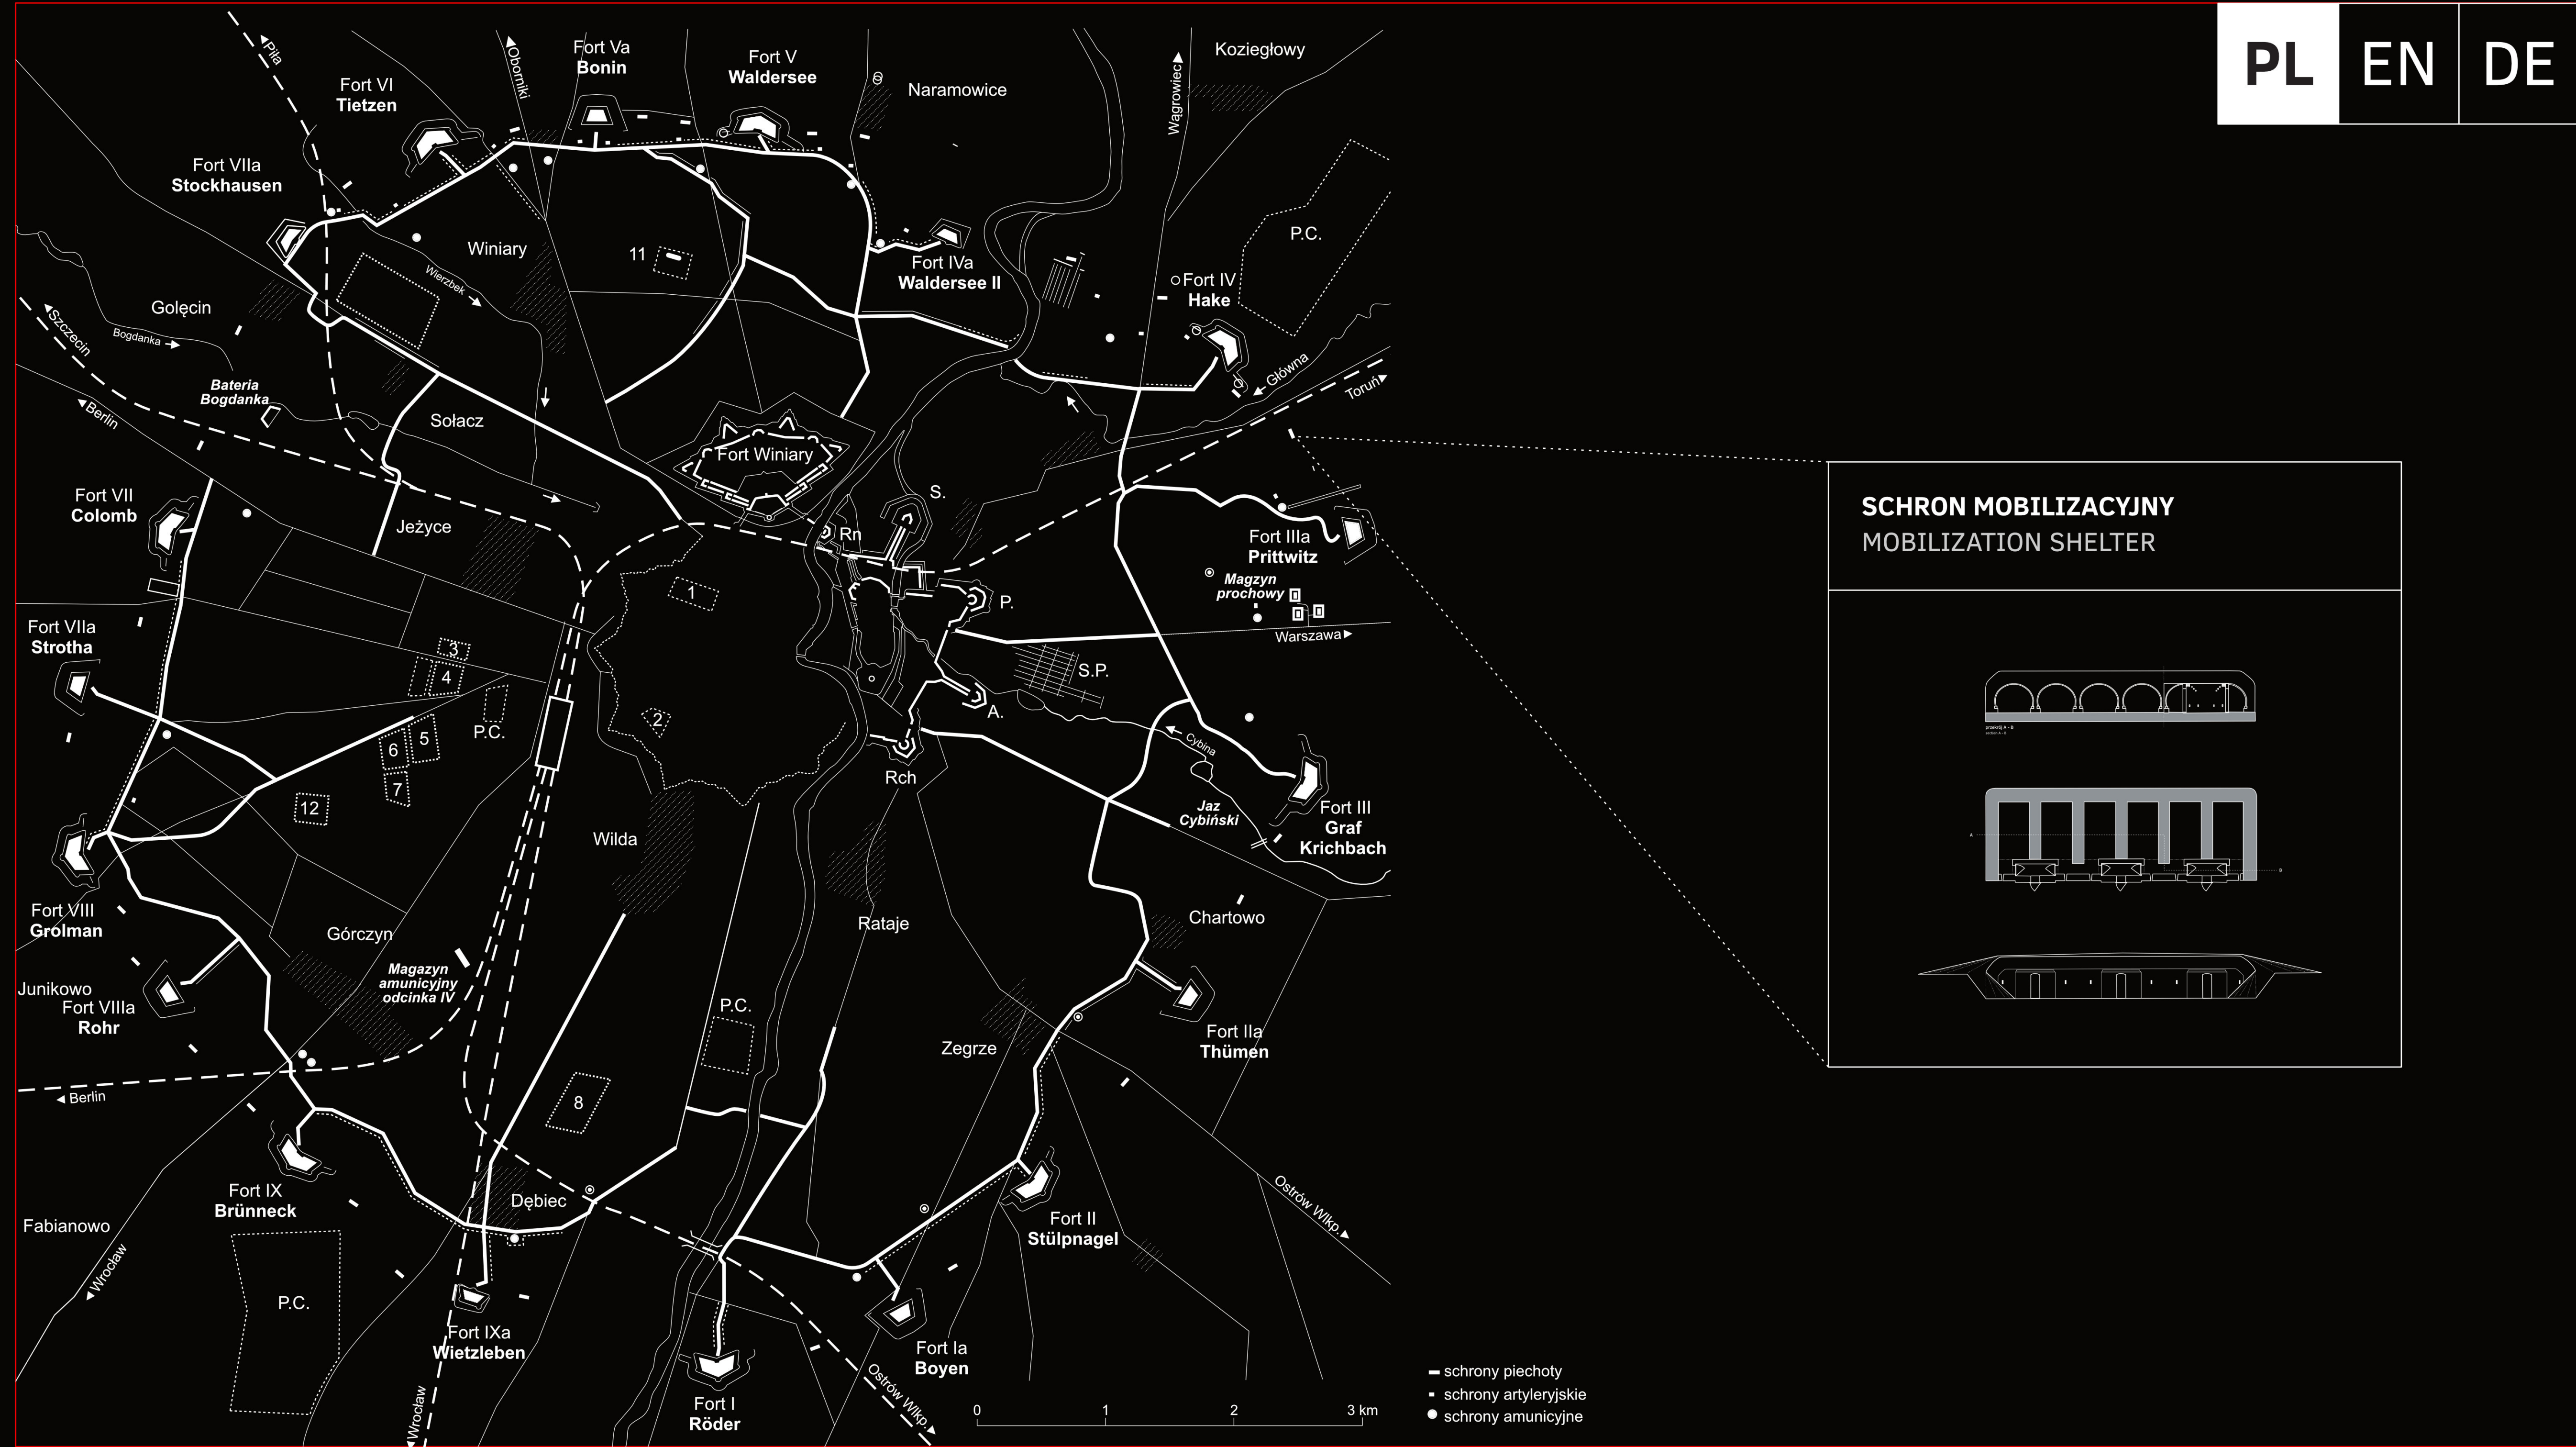 PL
EN
DE
Piła
Oborniki
Fort Va
Bonin
Fort V
Waldersee
Fort VI
Tietzen
Naramowice
Wągrowiec
Koziegłowy
Fort VIIa
Stockhausen
Winiary
11
Wierzbek
Fort IVa
Waldersee II
Fort IV
Hake
P.C.
Golęcin
Bogdanka
Szczecin
Główna
Toruń
Bateria
Bogdanka
Berlin
Sołacz
Fort Winiary
Fort VII
Colomb
Jeżyce
S.
Rn
Fort IIIa
Prittwitz
Magzyn
prochowy
1
P.
Warszawa
Fort VIIa
Strotha
3
4
S.P.
2
A.
P.C.
5
6
7
12
Rch
Cybina
Jaz
Cybiński
Fort III
Graf
Krichbach
Wilda
Fort VIII
Grolman
Górczyn
Rataje
Chartowo
Magazyn
amunicyjny
odcinka IV
Junikowo
Fort VIIIa
Rohr
P.C.
Zegrze
Fort IIa
Thümen
Berlin
8
Fort IX
Brünneck
Dębiec
Fabianowo
Wrocław
Fort II
Stülpnagel
Ostrów Wlkp.
P.C.
Fort IXa
Wietzleben
Wrocław
Fort Ia
Boyen
Ostrów Wlkp.
Fort I
Röder
0 1 2 3 km
schrony piechoty
schrony artyleryjskie
schrony amunicyjne
SCHRON MOBILIZACYJNY
MOBILIZATION SHELTER
przekrój A - B
section A - B
A
B